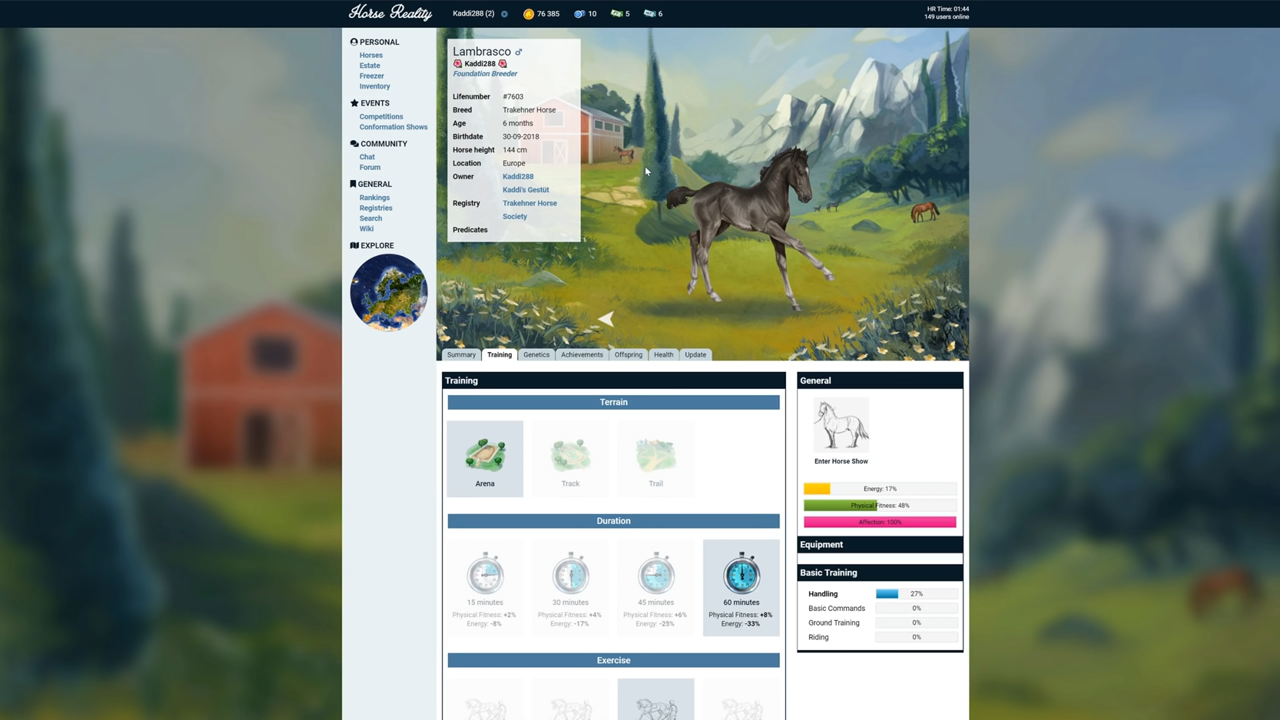 Horse Reality
Kaddi288 (2)
76 385
10
5
6
HR Time: 01:44
149 users online
PERSONAL
Horses
Estate
Freezer
Inventory
EVENTS
Competitions
Conformation Shows
COMMUNITY
Chat
Forum
GENERAL
Rankings
Registries
Search
Wiki
EXPLORE
Lambrasco ♂
Kaddi288
Foundation Breeder
Lifenumber #7603
Breed Trakehner Horse
Age 6 months
Birthdate 30-09-2018
Horse height 144 cm
Location Europe
Owner Kaddi288
Kaddi's Gestüt
Registry Trakehner Horse
Society
Predicates
Summary Training Genetics Achievements Offspring Health Update
Training
Terrain
Arena Track Trail
Duration
15 minutes 30 minutes 45 minutes 60 minutes
Physical Fitness: +2% Physical Fitness: +4% Physical Fitness: +6% Physical Fitness: +8%
Energy: -8% Energy: -17% Energy: -25% Energy: -33%
Exercise
General
Enter Horse Show
Energy: 17%
Physical Fitness: 48%
Affection: 100%
Equipment
Basic Training
Handling 27%
Basic Commands 0%
Ground Training 0%
Riding 0%